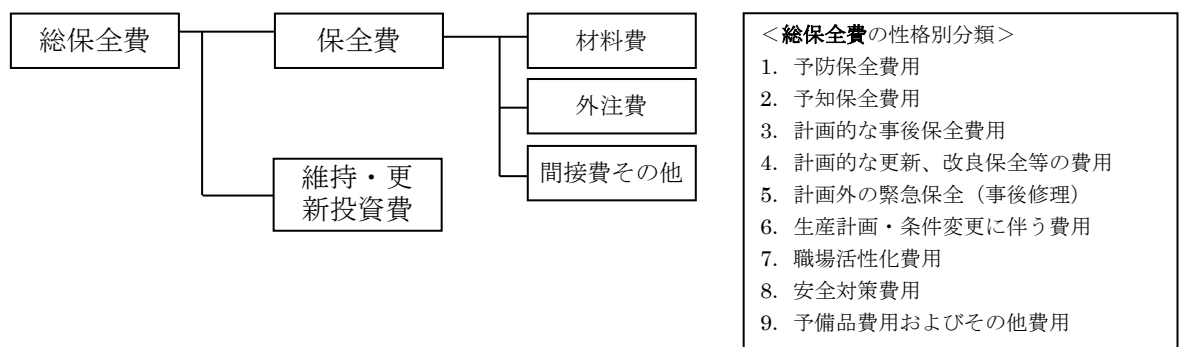 総保全費
保全費
材料費
外注費
間接費その他
維持・更
新投資費
＜総保全費の性格別分類＞
1. 予防保全費用
2. 予知保全費用
3. 計画的な事後保全費用
4. 計画的な更新、改良保全等の費用
5. 計画外の緊急保全（事後修理）
6. 生産計画・条件変更に伴う費用
7. 職場活性化費用
8. 安全対策費用
9. 予備品費用およびその他費用